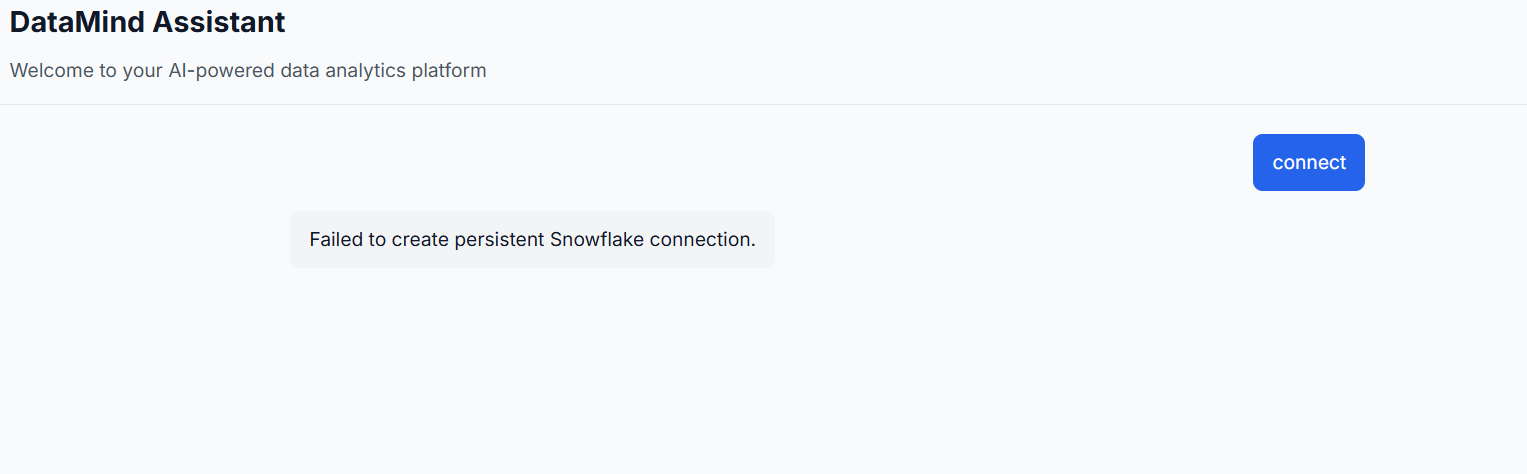 DataMind Assistant
Welcome to your AI-powered data analytics platform
connect
Failed to create persistent Snowflake connection.